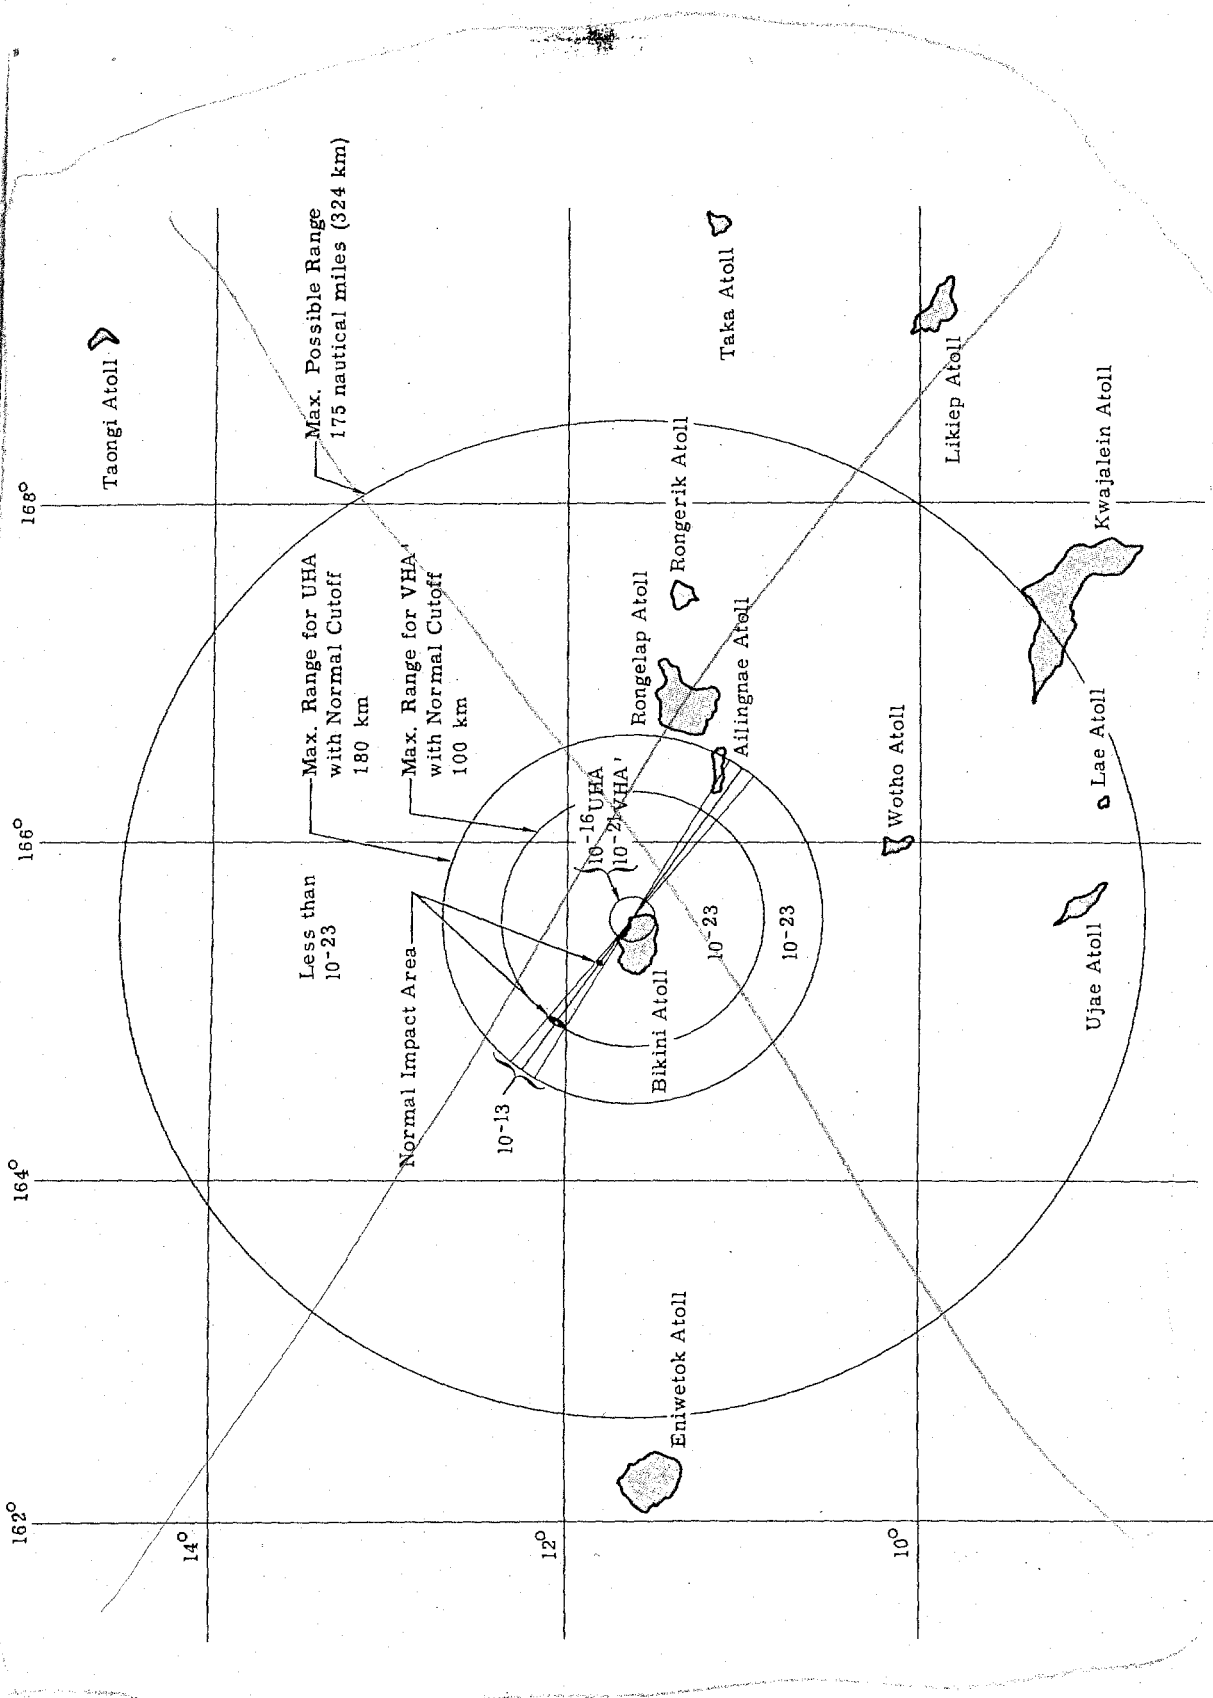 Taongi Atoll
Max. Possible Range
175 nautical miles (324 km)
168°
Max. Range for UHA
with Normal Cutoff
180 km
Max. Range for VHA'
with Normal Cutoff
100 km
166°
Less than
10-23
Normal Impact Area
10-13
10-16 UHA
10-21 VHA'
10-23
10-23
Bikini Atoll
Rongelap Atoll
Rongerik Atoll
Ailingnae Atoll
Taka Atoll
Likiep Atoll
Kwajalein Atoll
Wotho Atoll
Lae Atoll
Ujae Atoll
164°
Eniwetok Atoll
162°
14°
12°
10°